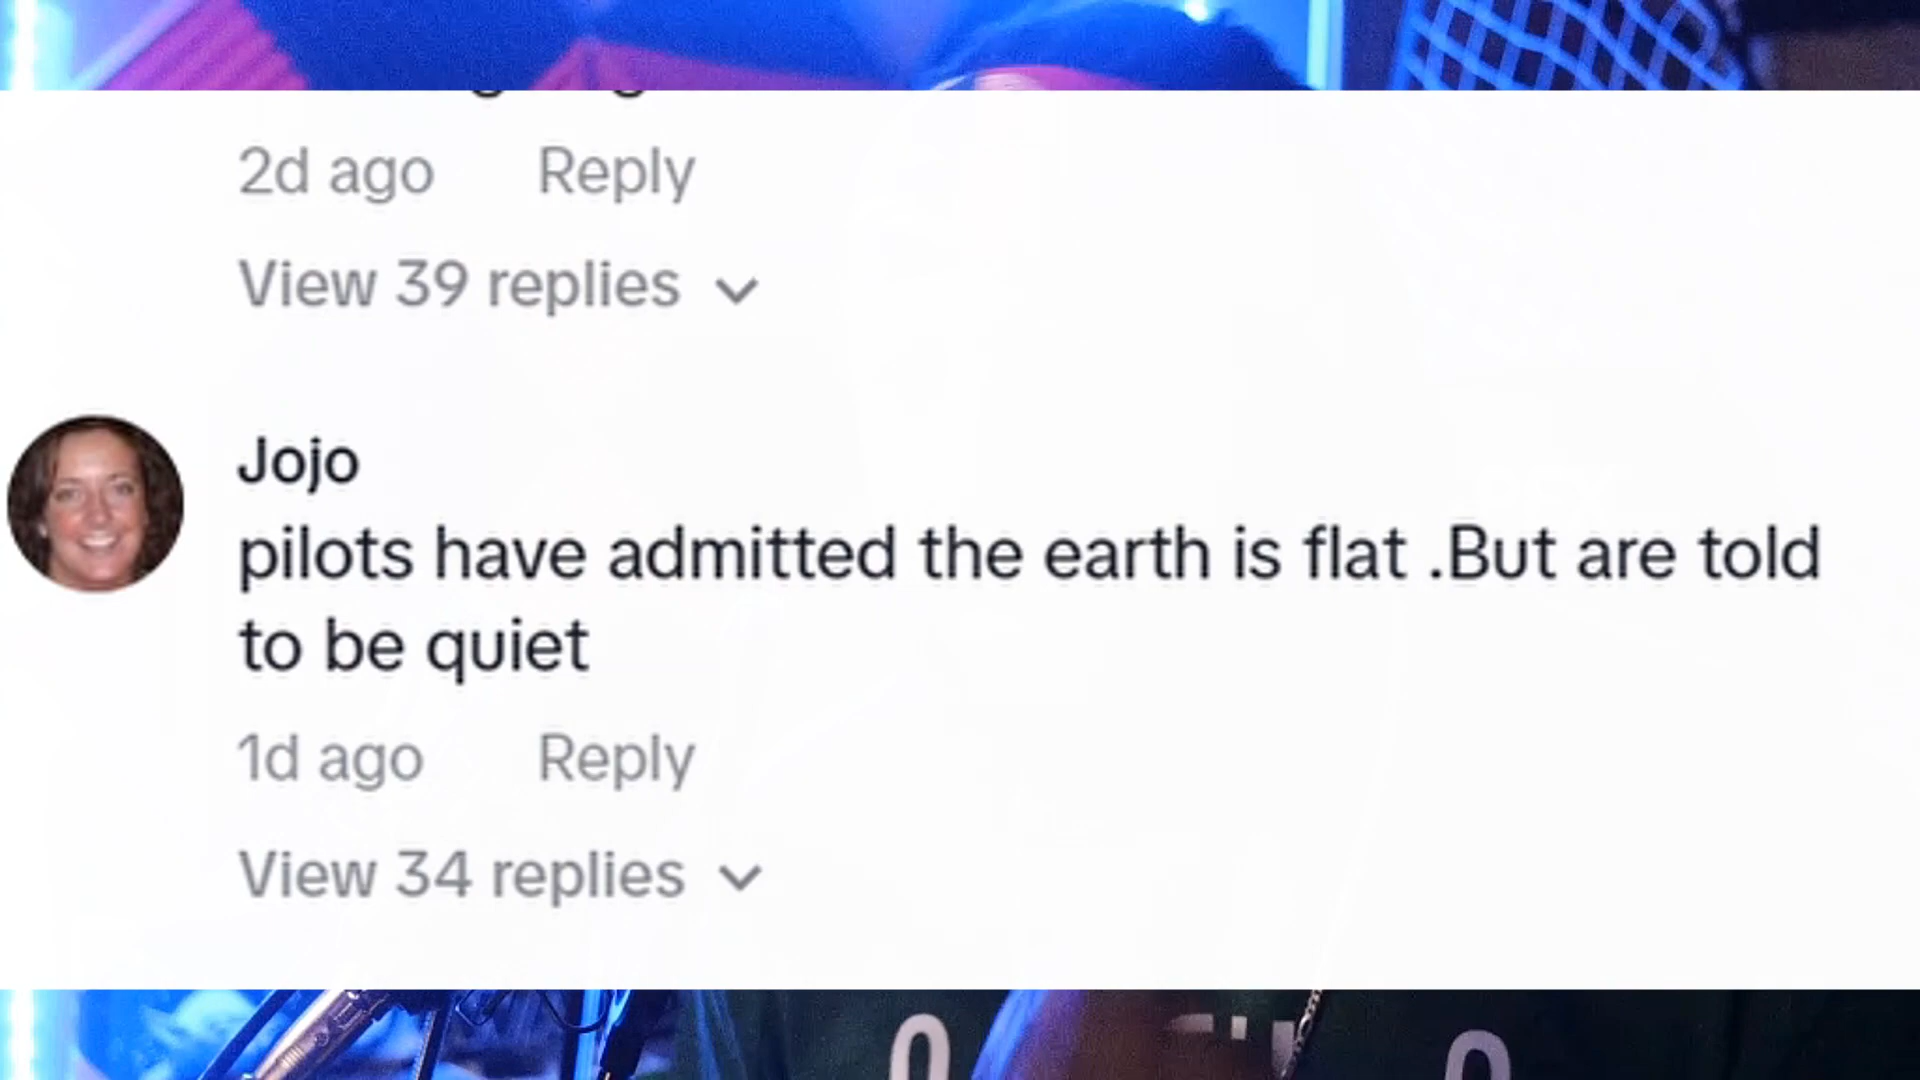 2d ago Reply
View 39 replies
Jojo
pilots have admitted the earth is flat .But are told
to be quiet
1d ago Reply
View 34 replies